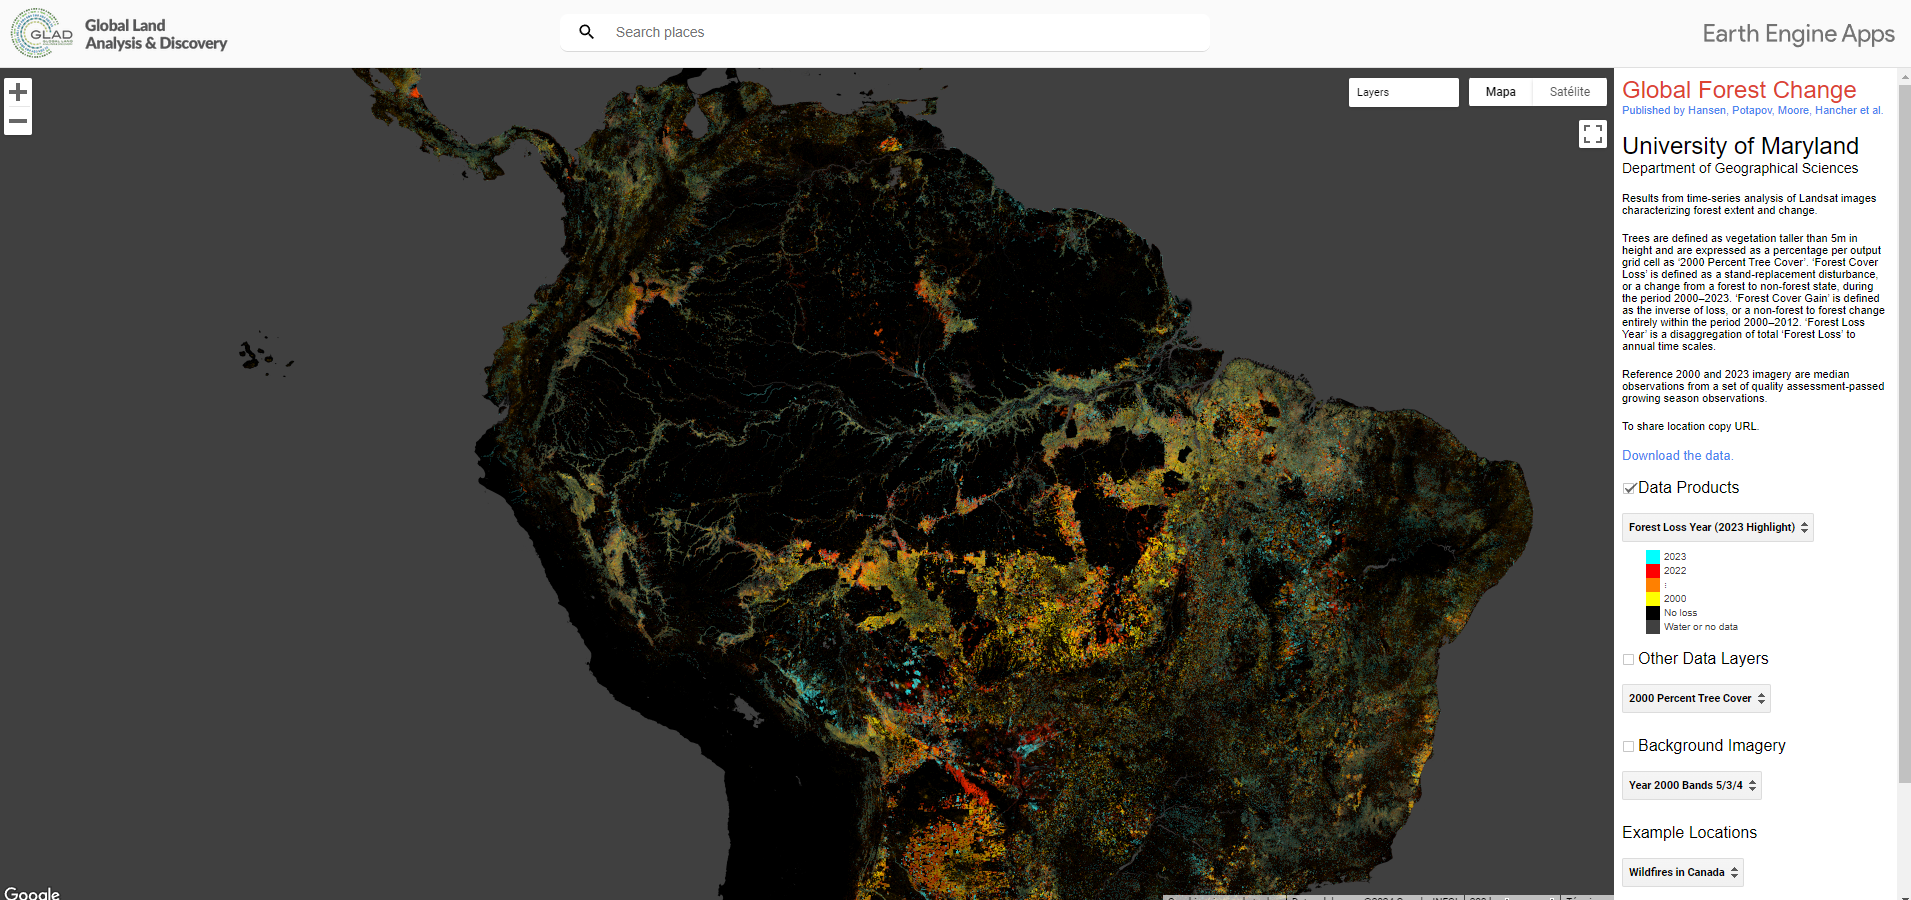 GLAD
Global Land
Analysis & Discovery
Search places
Earth Engine Apps
Layers
Mapa
Satélite
Global Forest Change
Published by Hansen, Potapov, Moore, Hancher et al.
University of Maryland
Department of Geographical Sciences
Results from time-series analysis of Landsat images
characterizing forest extent and change.
Trees are defined as vegetation taller than 5m in
height and are expressed as a percentage per output
grid cell as ‘2000 Percent Tree Cover’. ‘Forest Cover
Loss’ is defined as a stand-replacement disturbance,
or a change from a forest to non-forest state, during
the period 2000–2023. ‘Forest Cover Gain’ is defined
as the inverse of loss, or a non-forest to forest change
entirely within the period 2000–2012. ‘Forest Loss
Year’ is a disaggregation of total ‘Forest Loss’ to
annual time scales.
Reference 2000 and 2023 imagery are median
observations from a set of quality assessment-passed
growing season observations.
To share location copy URL.
Download the data.
Data Products
Forest Loss Year (2023 Highlight)
2023
2022
⁝
2000
No loss
Water or no data
Other Data Layers
2000 Percent Tree Cover
Background Imagery
Year 2000 Bands 5/3/4
Example Locations
Wildfires in Canada
Google